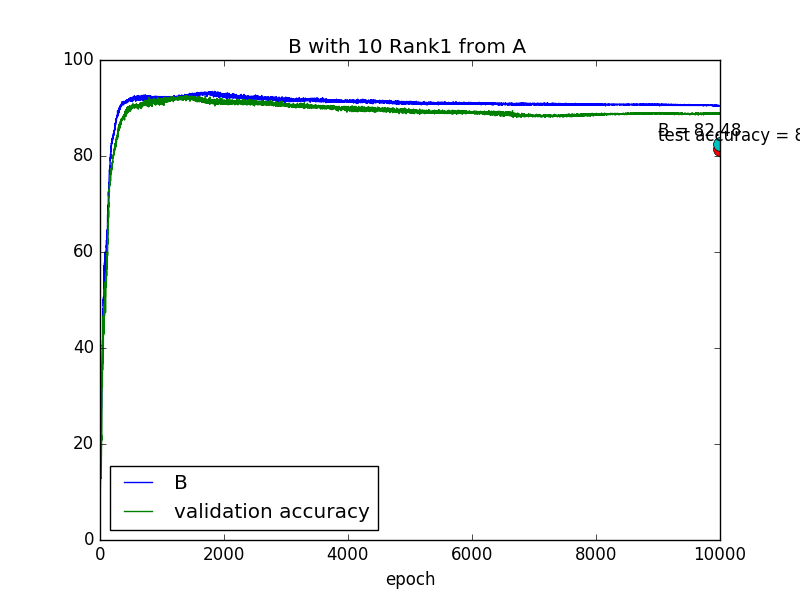 B with 10 Rank1 from A
100
80
60
40
20
0
B = 82.48
test accuracy = 8
B
validation accuracy
0 2000 4000 6000 8000 10000
epoch